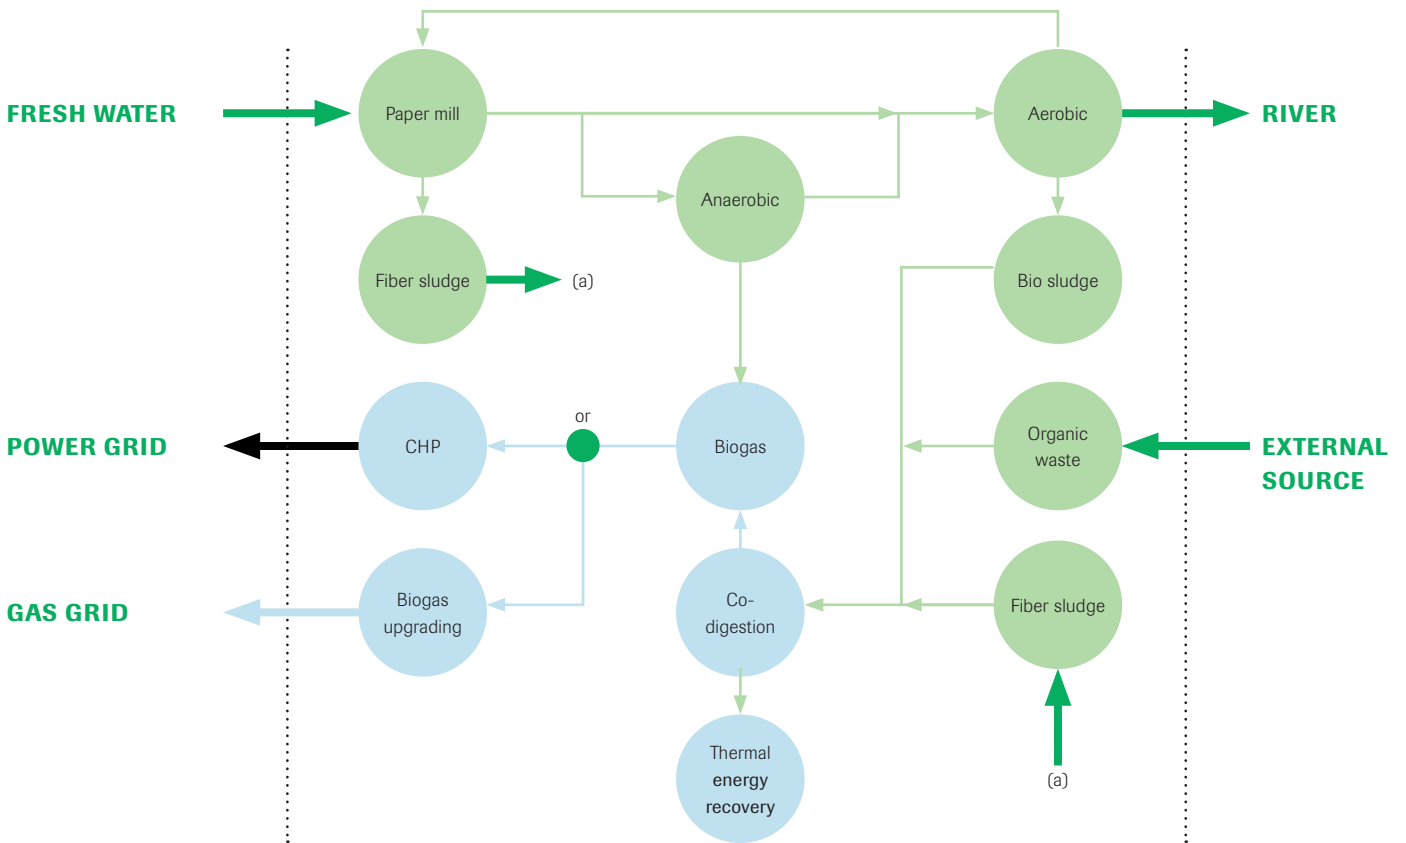 FRESH WATER
Paper mill
Aerobic
RIVER
Anaerobic
Fiber sludge
(a)
Bio sludge
or
POWER GRID
CHP
Biogas
Organic
waste
EXTERNAL
SOURCE
GAS GRID
Biogas
upgrading
Co-
digestion
Fiber sludge
Thermal
energy
recovery
(a)